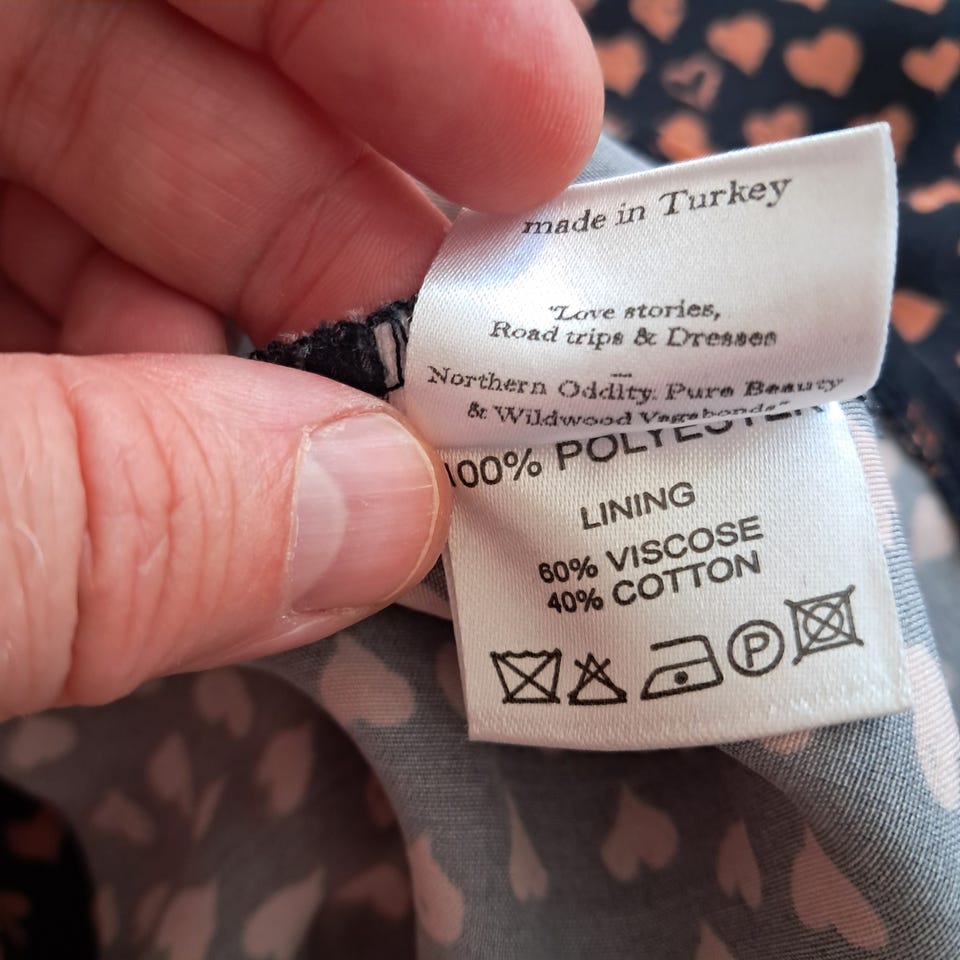 made in Turkey
"Love stories,
Road trips & Dresses
Northern Oddity, Pure Beauty
& Wildwood Vagabonds"
100% POLYESTER
LINING
60% VISCOSE
40% COTTON
P